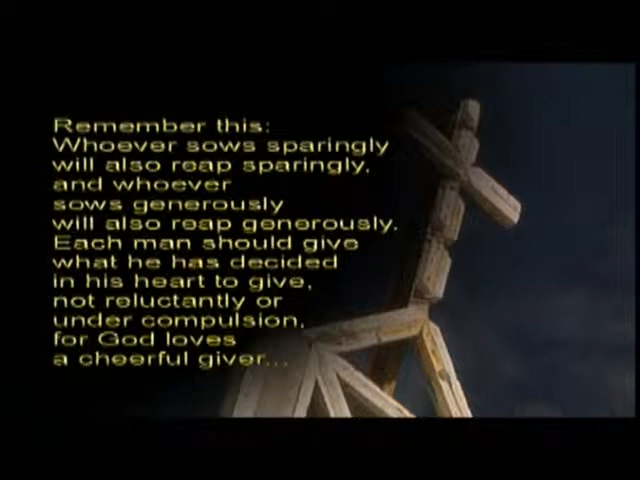 Remember this:
Whoever sows sparingly
will also reap sparingly,
and whoever
sows generously
will also reap generously.
Each man should give
what he has decided
in his heart to give,
not reluctantly or
under compulsion,
for God loves
a cheerful giver...